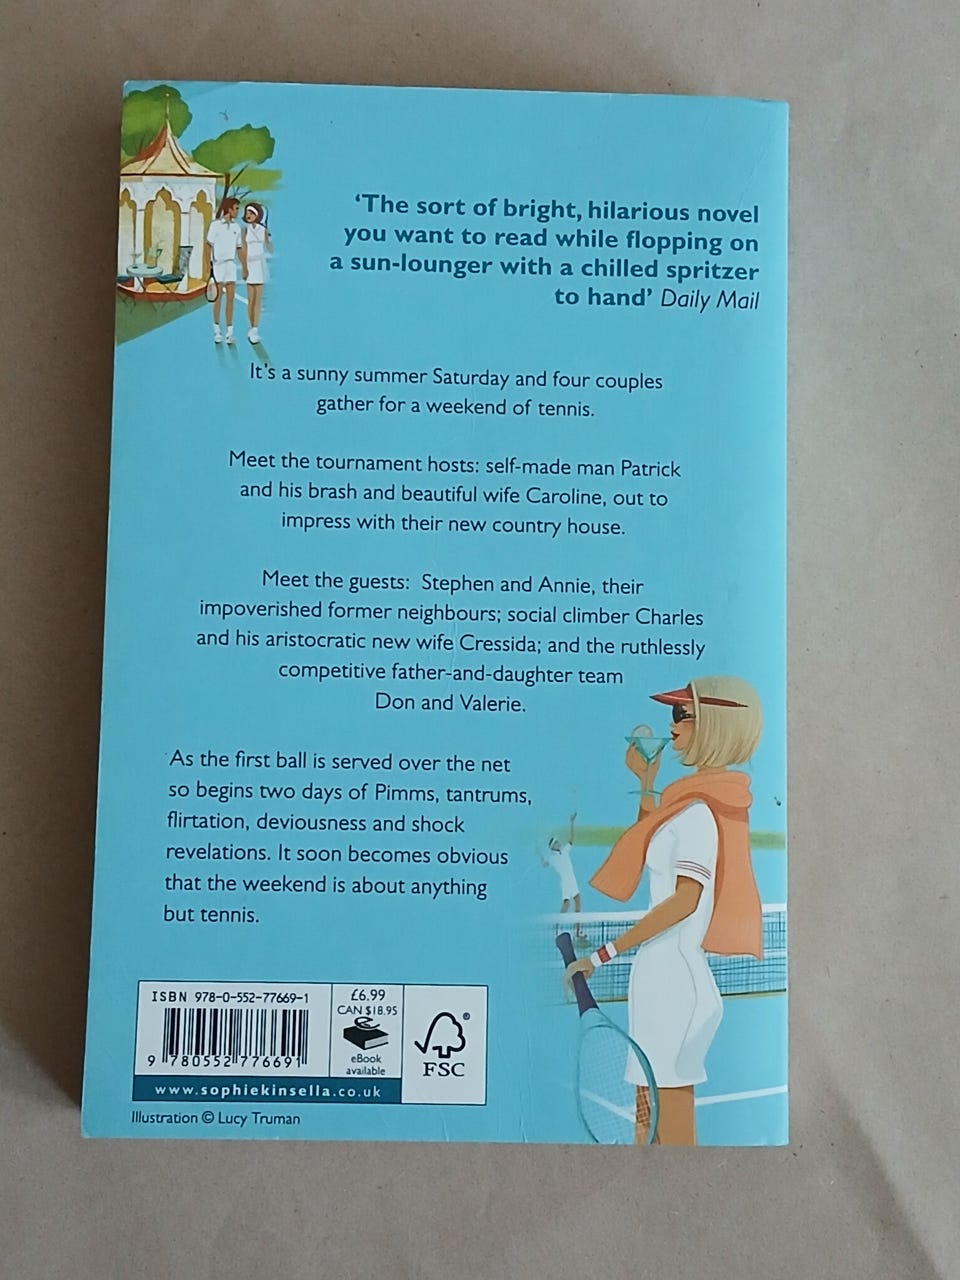 ‘The sort of bright, hilarious novel
you want to read while flopping on
a sun-lounger with a chilled spritzer
to hand’ Daily Mail
It's a sunny summer Saturday and four couples
gather for a weekend of tennis.
Meet the tournament hosts: self-made man Patrick
and his brash and beautiful wife Caroline, out to
impress with their new country house.
Meet the guests: Stephen and Annie, their
impoverished former neighbours; social climber Charles
and his aristocratic new wife Cressida; and the ruthlessly
competitive father-and-daughter team
Don and Valerie.
As the first ball is served over the net
so begins two days of Pimms, tantrums,
flirtation, deviousness and shock
revelations. It soon becomes obvious
that the weekend is about anything
but tennis.
ISBN 978-0-552-77669-1
9 780552 776691
£6.99
CAN $18.95
eBook
available
®
FSC
www.sophiekinsella.co.uk
Illustration © Lucy Truman